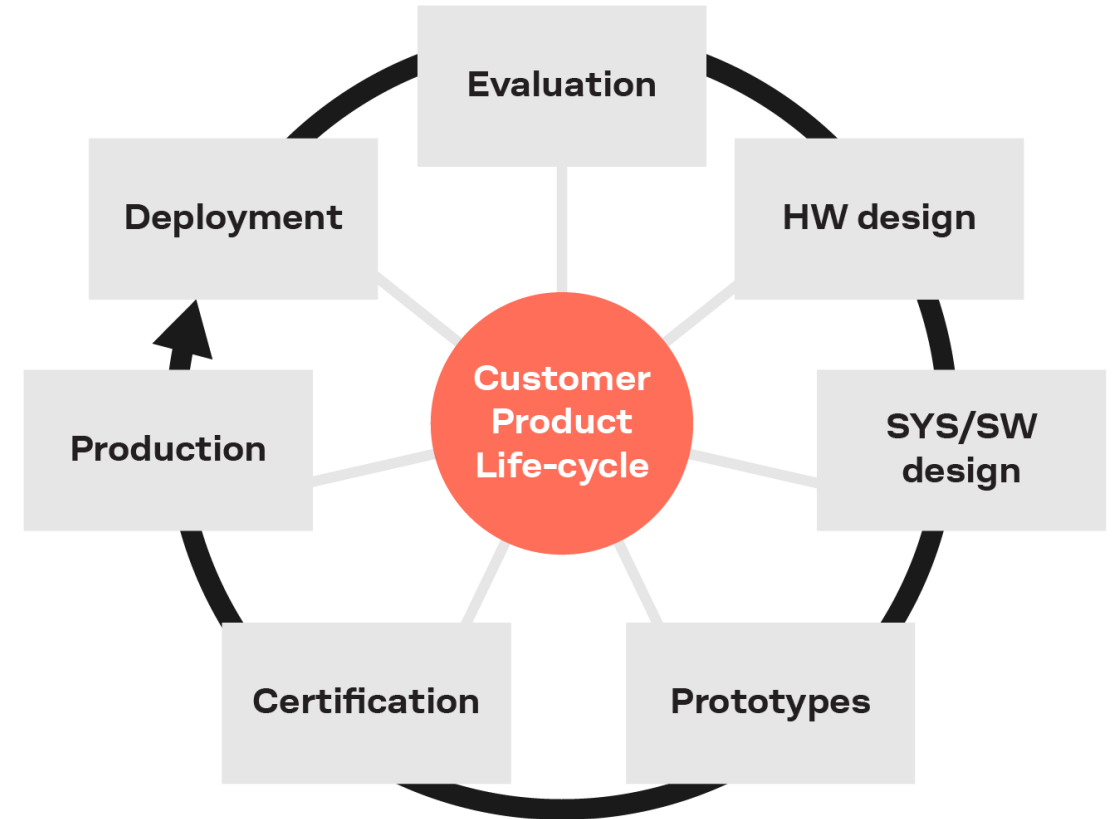 Evaluation
Deployment
HW design
Customer
Product
Life-cycle
SYS/SW
design
Production
Certification
Prototypes